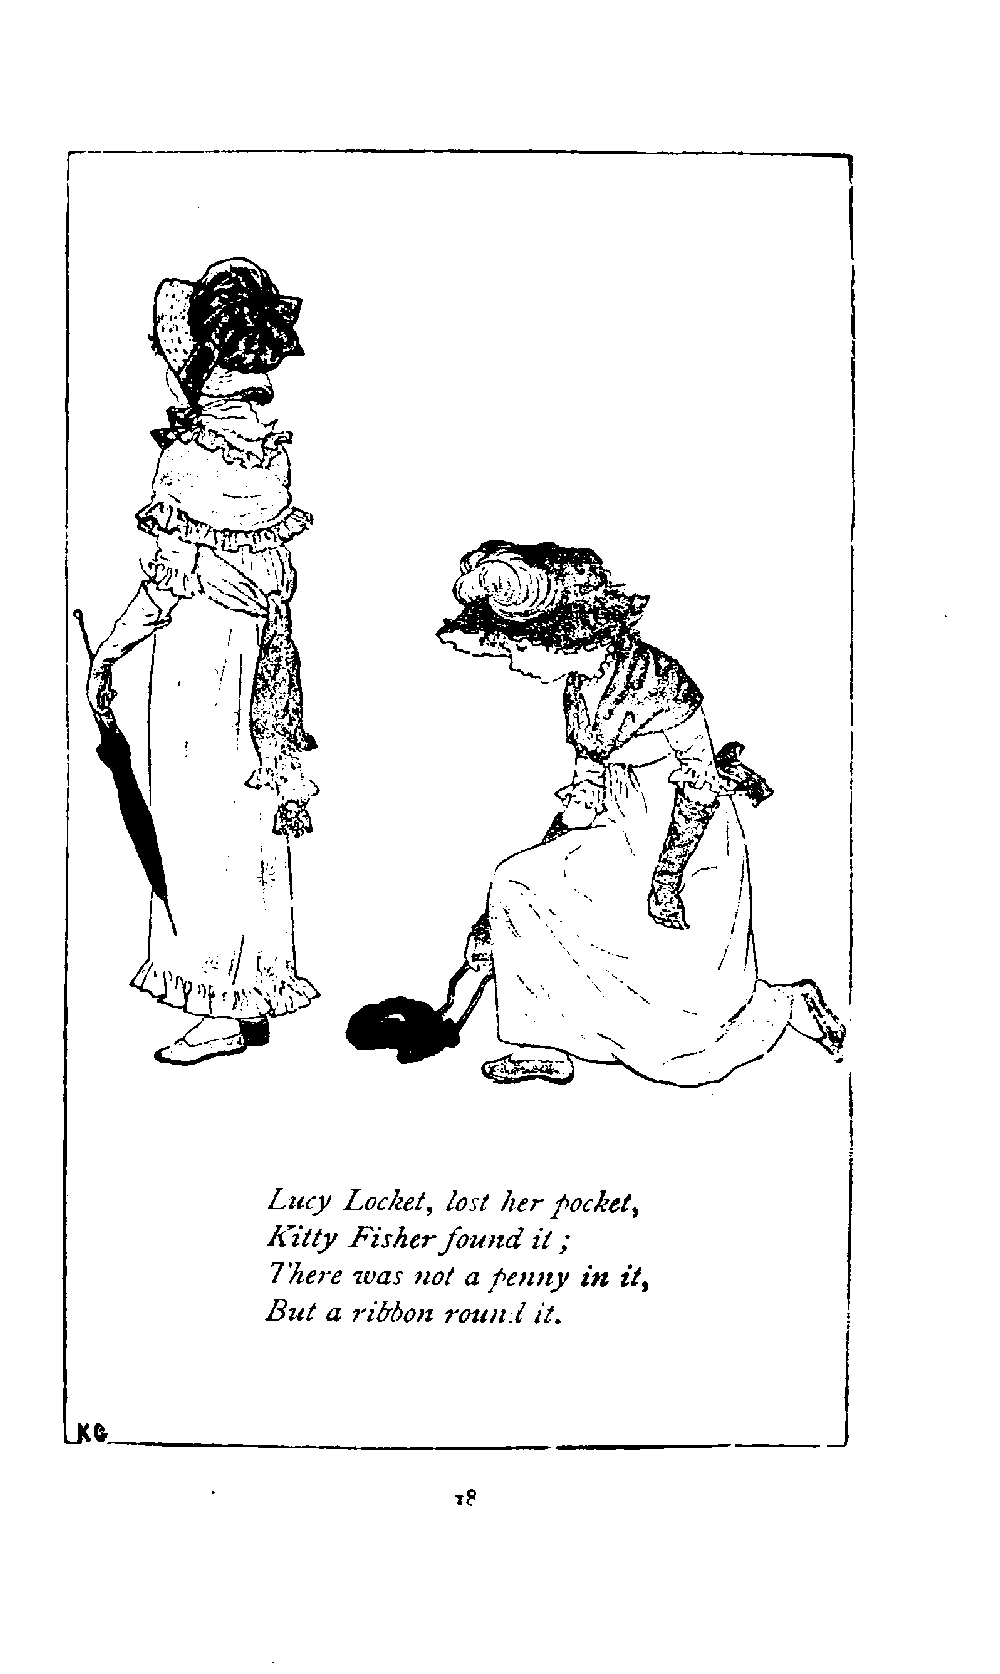 Lucy Locket, lost her pocket,
Kitty Fisher found it ;
There was not a penny in it,
But a ribbon round it.
KG
18